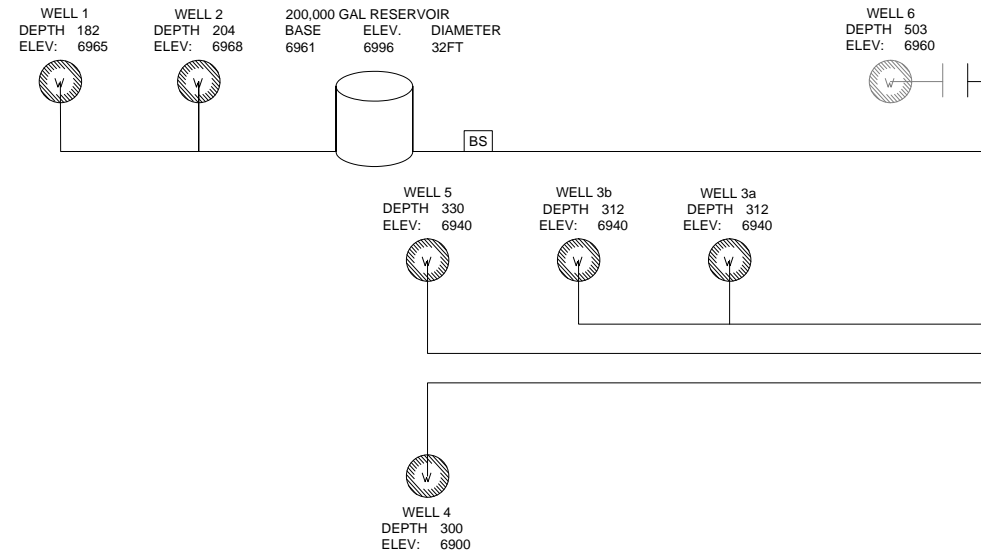 WELL 1
DEPTH 182
ELEV: 6965
W
WELL 2
DEPTH 204
ELEV: 6968
W
200,000 GAL RESERVOIR
BASE ELEV. DIAMETER
6961 6996 32FT
BS
WELL 6
DEPTH 503
ELEV: 6960
W
WELL 5
DEPTH 330
ELEV: 6940
W
WELL 3b
DEPTH 312
ELEV: 6940
W
WELL 3a
DEPTH 312
ELEV: 6940
W
W
WELL 4
DEPTH 300
ELEV: 6900